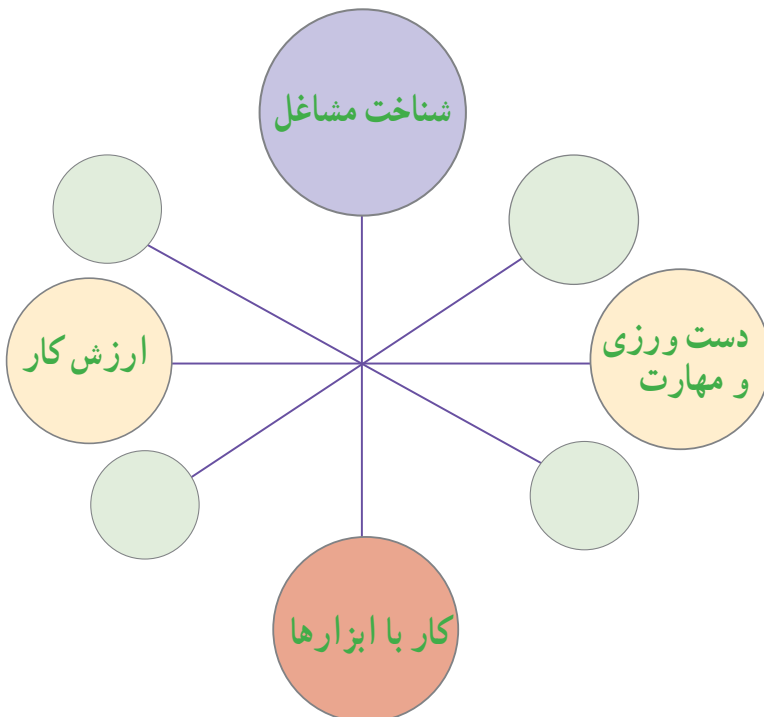 شناخت مشاغل
دست ورزی
و مهارت
ارزش کار
کار با ابزارها